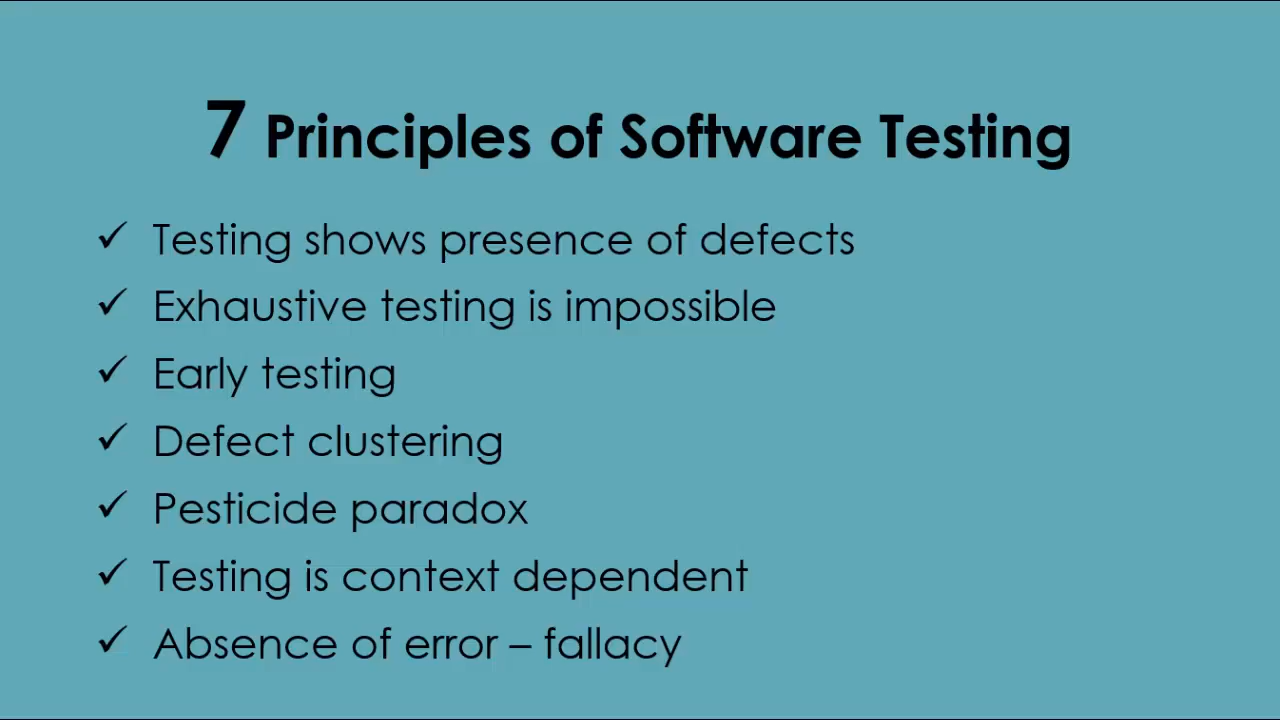 7 Principles of Software Testing
✓ Testing shows presence of defects
✓ Exhaustive testing is impossible
✓ Early testing
✓ Defect clustering
✓ Pesticide paradox
✓ Testing is context dependent
✓ Absence of error – fallacy